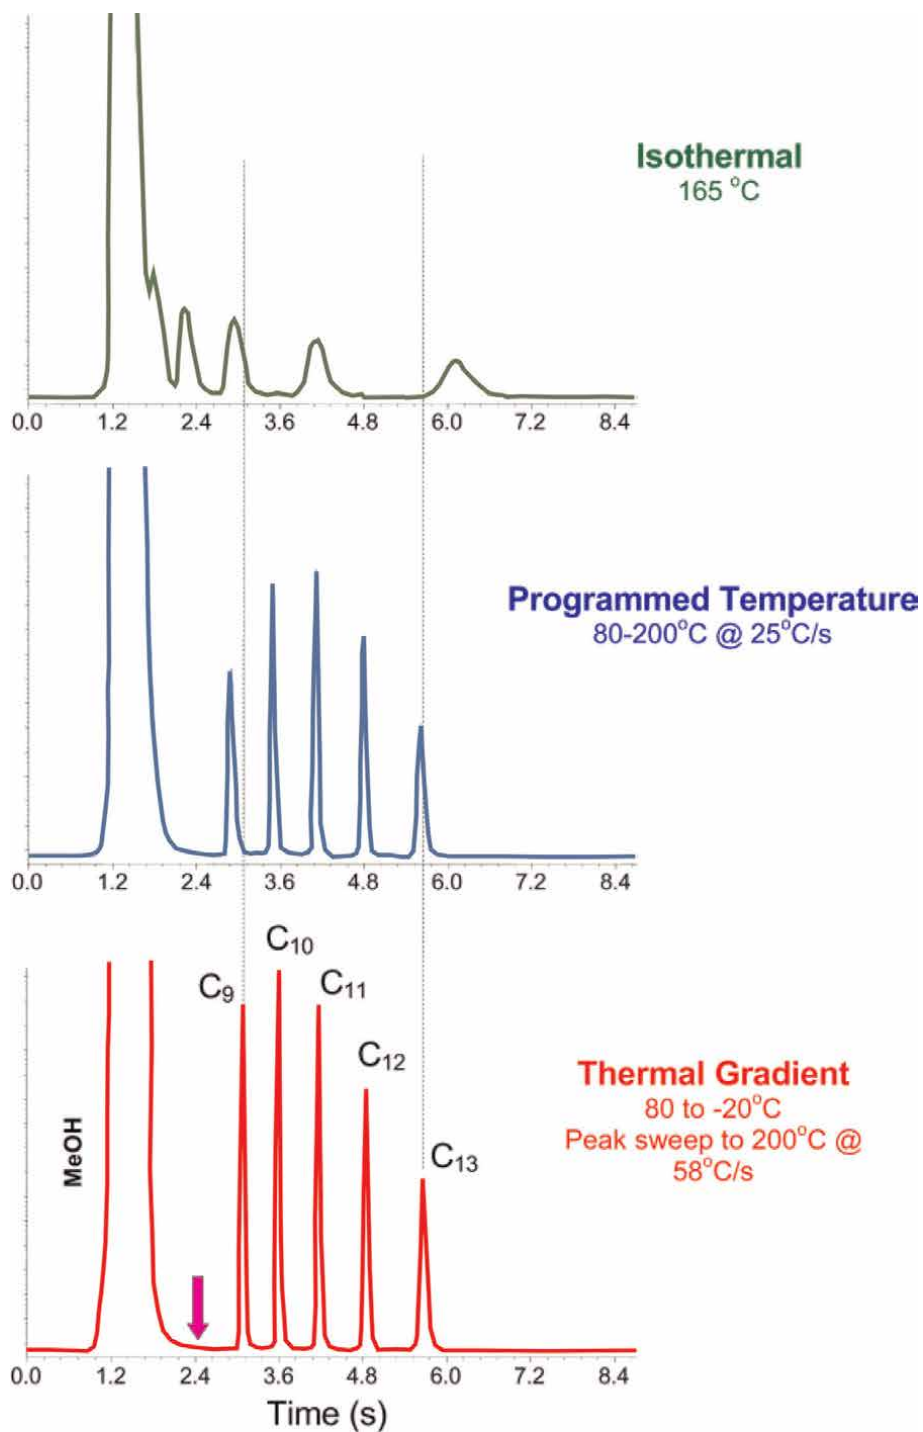 Isothermal
165 °C
0.0 1.2 2.4 3.6 4.8 6.0 7.2 8.4
Programmed Temperature
80-200°C @ 25°C/s
0.0 1.2 2.4 3.6 4.8 6.0 7.2 8.4
C₁₀
C₉
C₁₁
C₁₂
Thermal Gradient
80 to -20°C
Peak sweep to 200°C @
58°C/s
MeOH
C₁₃
0.0 1.2 2.4 3.6 4.8 6.0 7.2 8.4
Time (s)